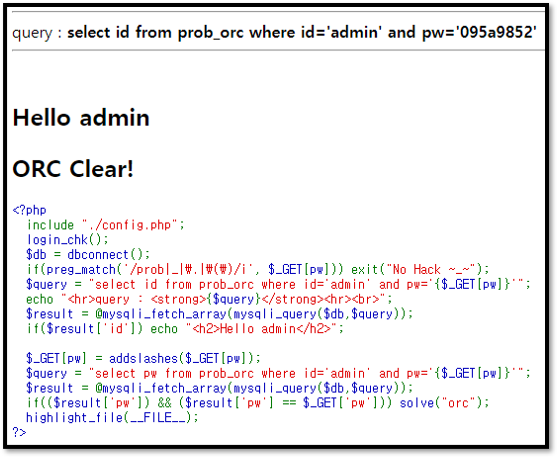 query : select id from prob_orc where id='admin' and pw='095a9852'
Hello admin
ORC Clear!
<?php
include "./config.php";
login_chk();
$db = dbconnect();
if(preg_match('/prob|_|₩.|₩(₩)/i', $_GET[pw])) exit("No Hack ~_~");
$query = "select id from prob_orc where id='admin' and pw='{$_GET[pw]}'";
echo "<hr>query : <strong>{$query}</strong><hr><br>";
$result = @mysqli_fetch_array(mysqli_query($db,$query));
if($result['id']) echo "<h2>Hello admin</h2>";
$_GET[pw] = addslashes($_GET[pw]);
$query = "select pw from prob_orc where id='admin' and pw='{$_GET[pw]}'";
$result = @mysqli_fetch_array(mysqli_query($db,$query));
if(($result['pw']) && ($result['pw'] == $_GET['pw'])) solve("orc");
highlight_file(__FILE__);
?>